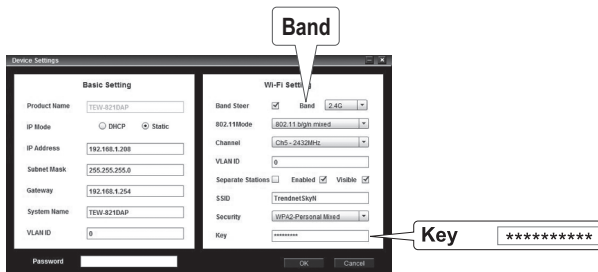 Band
Device Settings
Basic Setting
Product Name TEW-821DAP
IP Mode DHCP Static
IP Address 192.168.1.208
Subnet Mask 255.255.255.0
Gateway 192.168.1.254
System Name TEW-821DAP
VLAN ID 0
Password
Wi-Fi Setting
Band Steer Band 2.4G
802.11Mode 802.11 b/g/n mixed
Channel Ch5 - 2432MHz
VLAN ID 0
Separate Stations Enabled Visible
SSID TrendnetSkyN
Security WPA2-Personal Mixed
Key *********
OK Cancel
Key **********